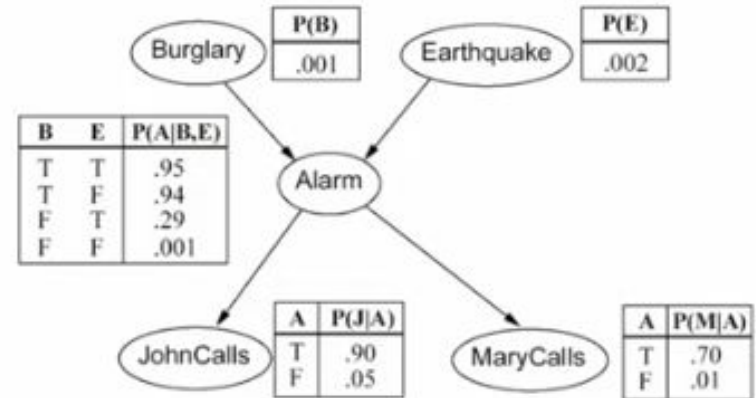 P(B)
Burglary
.001
P(E)
Earthquake
.002
B E P(A|B,E)
T T .95
T F .94
F T .29
F F .001
Alarm
A P(J|A)
JohnCalls
T .90
F .05
A P(M|A)
MaryCalls
T .70
F .01